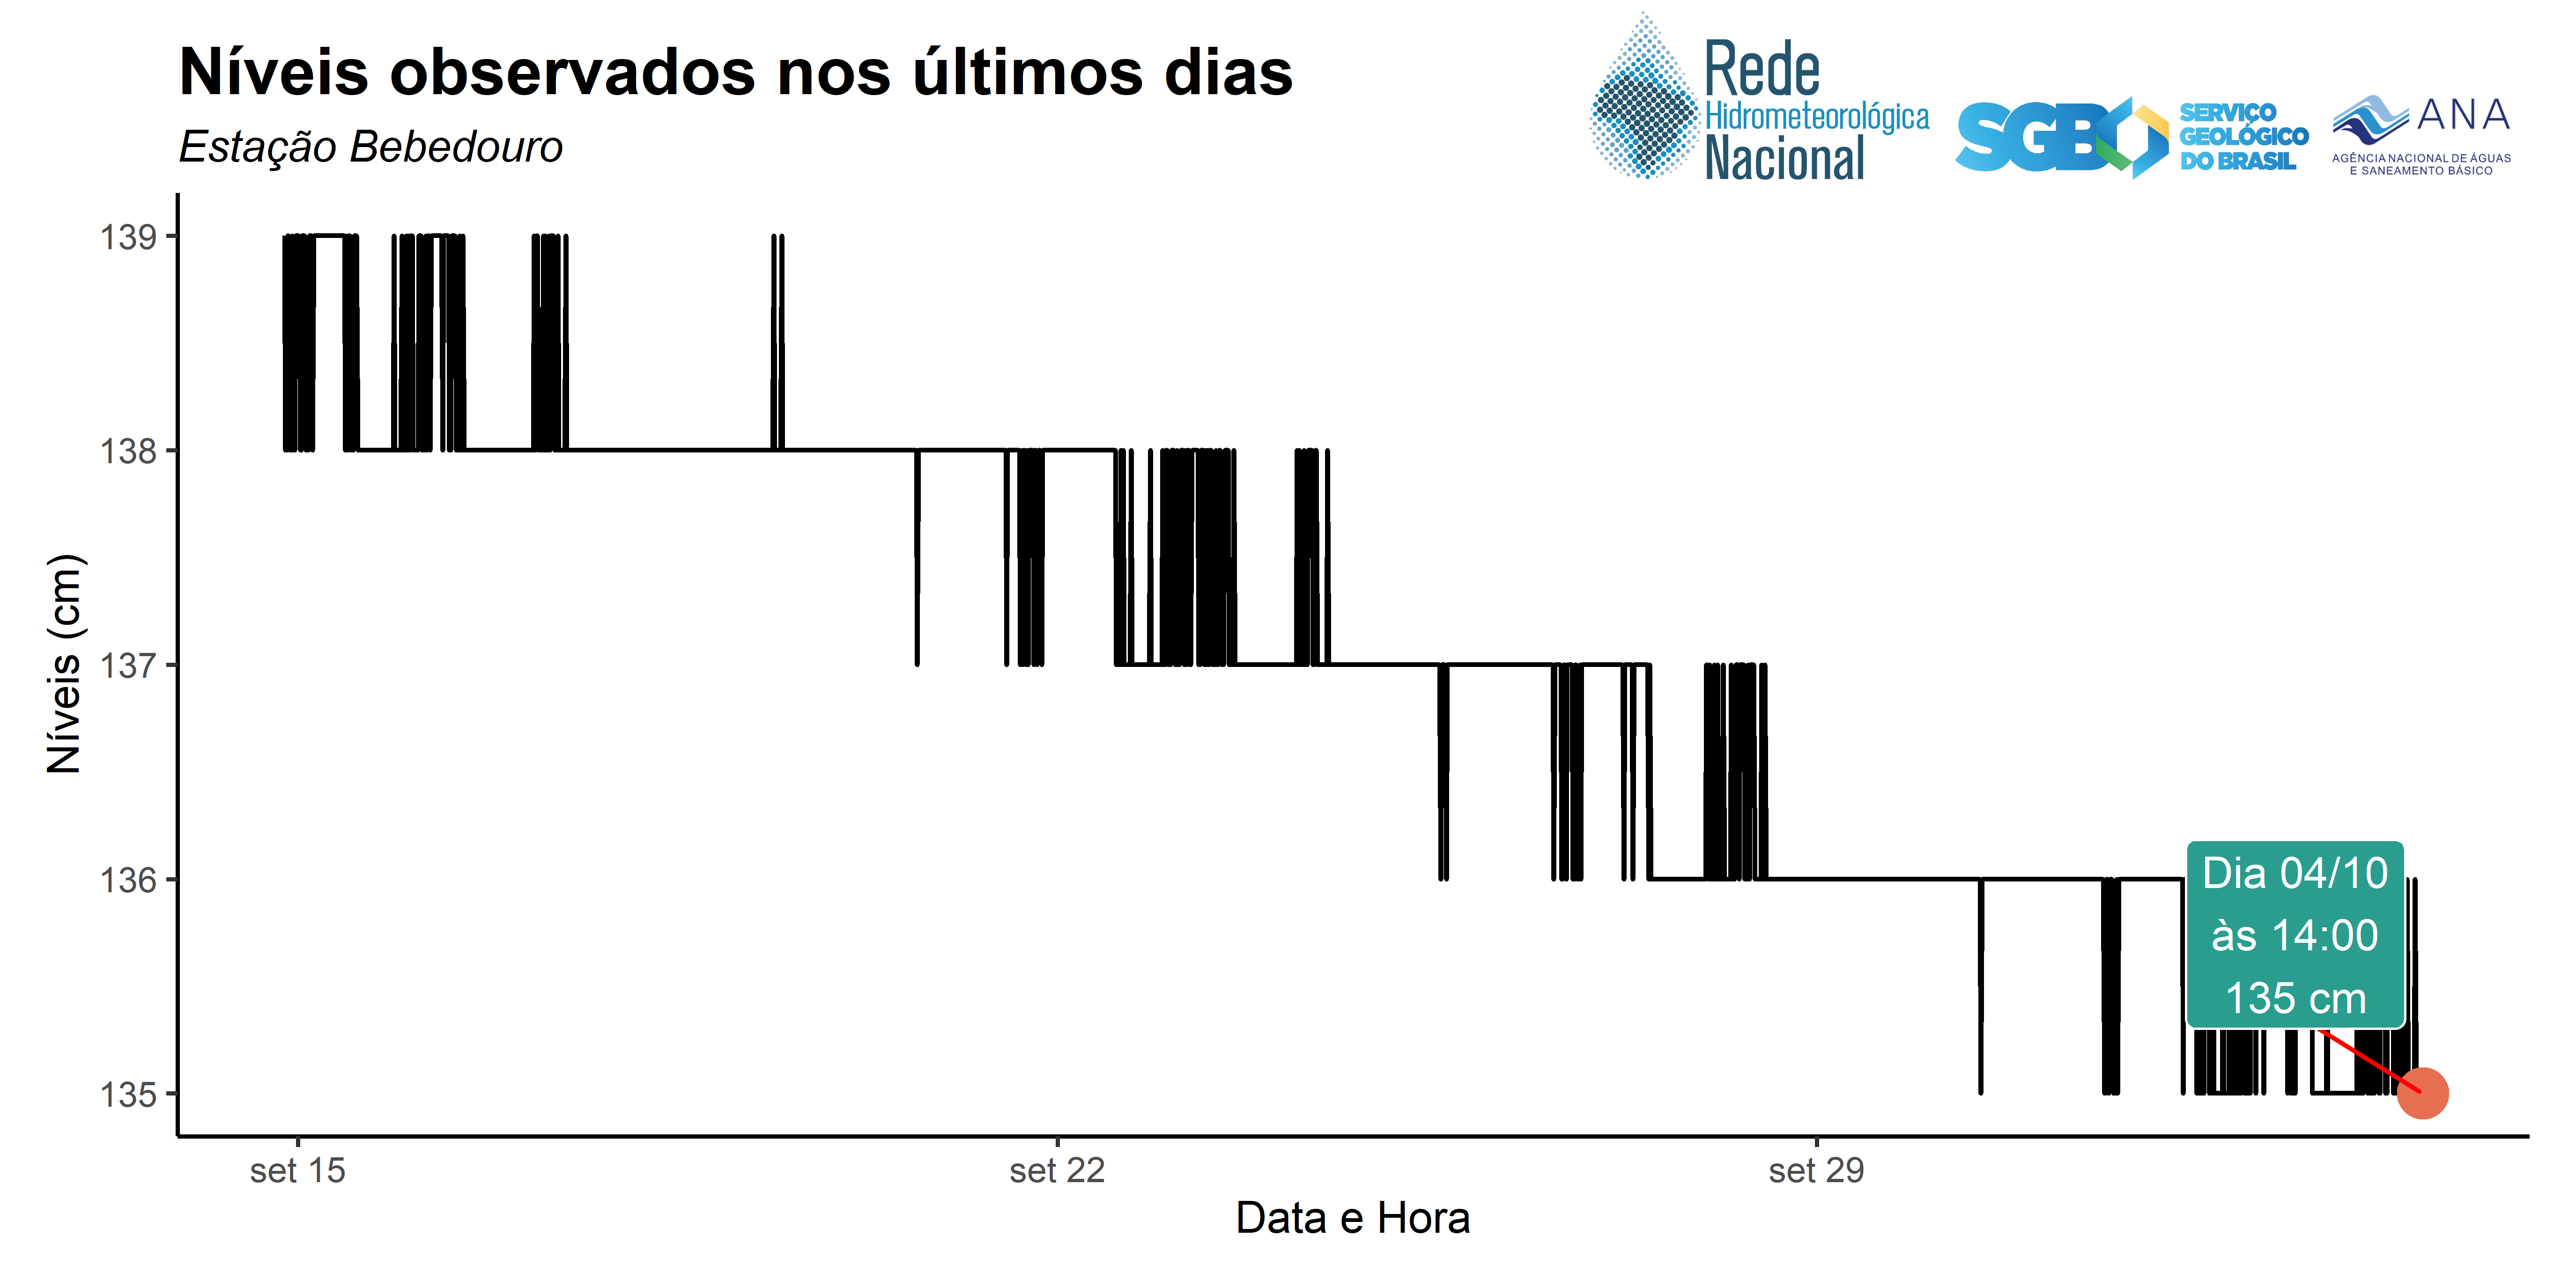 Níveis observados nos últimos dias
Estação Bebedouro
Rede
Hidrometeorológica
Nacional
SGB
SERVIÇO
GEOLÓGICO
DO BRASIL
ANA
AGÊNCIA NACIONAL DE ÁGUAS
E SANEAMENTO BÁSICO
139
138
137
136
135
Níveis (cm)
Dia 04/10
às 14:00
135 cm
set 15
set 22
set 29
Data e Hora